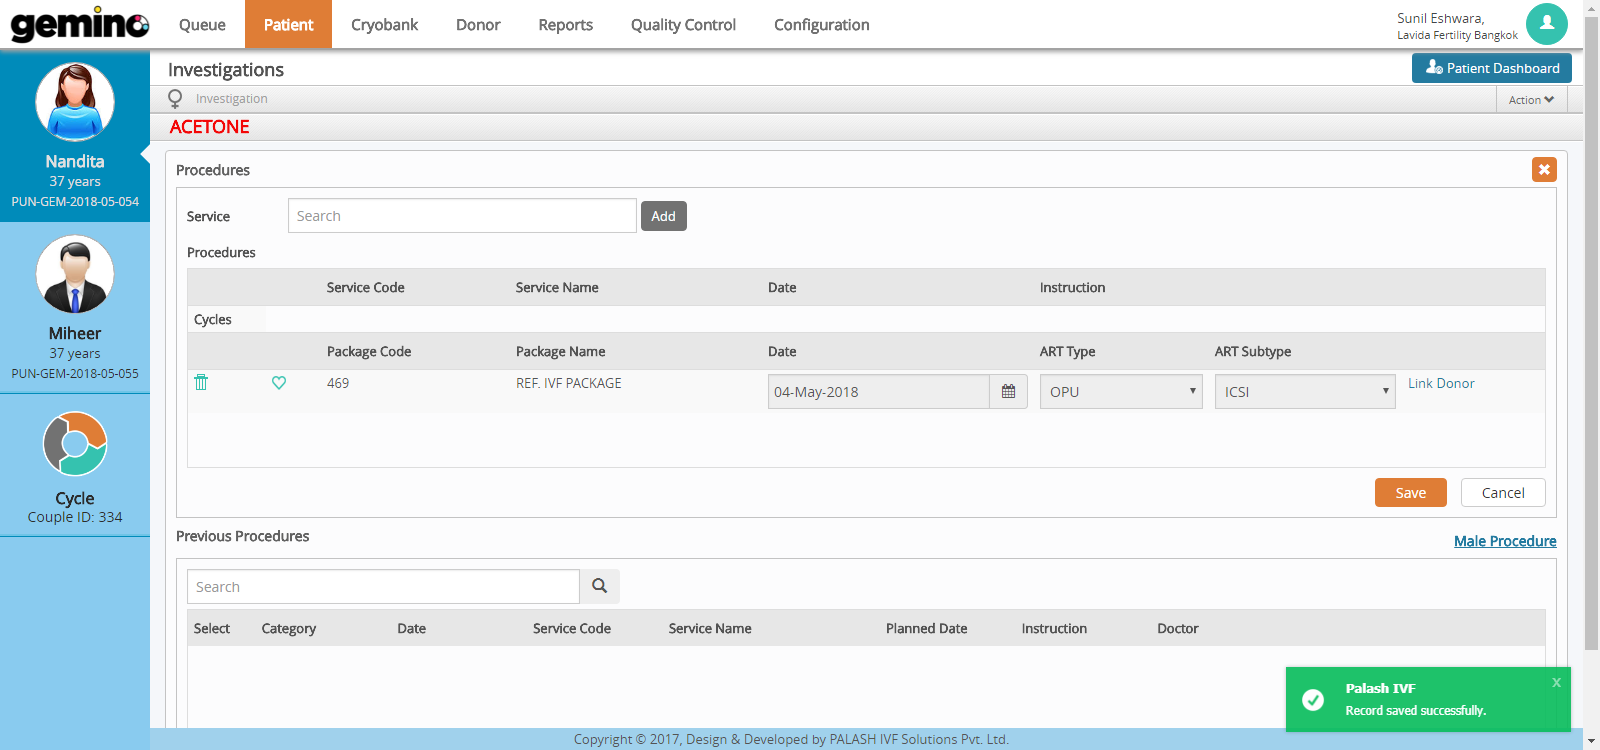 gemino Queue Patient Cryobank Donor Reports Quality Control Configuration
Sunil Eshwara,
Lavida Fertility Bangkok
Nandita
37 years
PUN-GEM-2018-05-054
Miheer
37 years
PUN-GEM-2018-05-055
Cycle
Couple ID: 334
Investigations
Patient Dashboard
Investigation
Action
ACETONE
Procedures
Service Search Add
Procedures
Service Code Service Name Date Instruction
Cycles
Package Code Package Name Date ART Type ART Subtype
469 REF. IVF PACKAGE 04-May-2018 OPU ICSI Link Donor
Save Cancel
Previous Procedures
Male Procedure
Search
Select Category Date Service Code Service Name Planned Date Instruction Doctor
Palash IVF x
Record saved successfully.
Copyright © 2017, Design & Developed by PALASH IVF Solutions Pvt. Ltd.